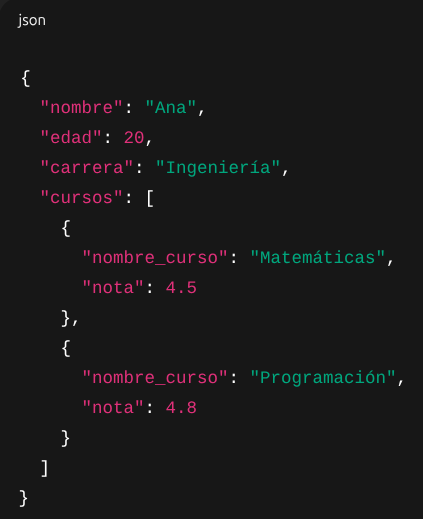 json
{
  "nombre": "Ana",
  "edad": 20,
  "carrera": "Ingeniería",
  "cursos": [
    {
      "nombre_curso": "Matemáticas",
      "nota": 4.5
    },
    {
      "nombre_curso": "Programación",
      "nota": 4.8
    }
  ]
}